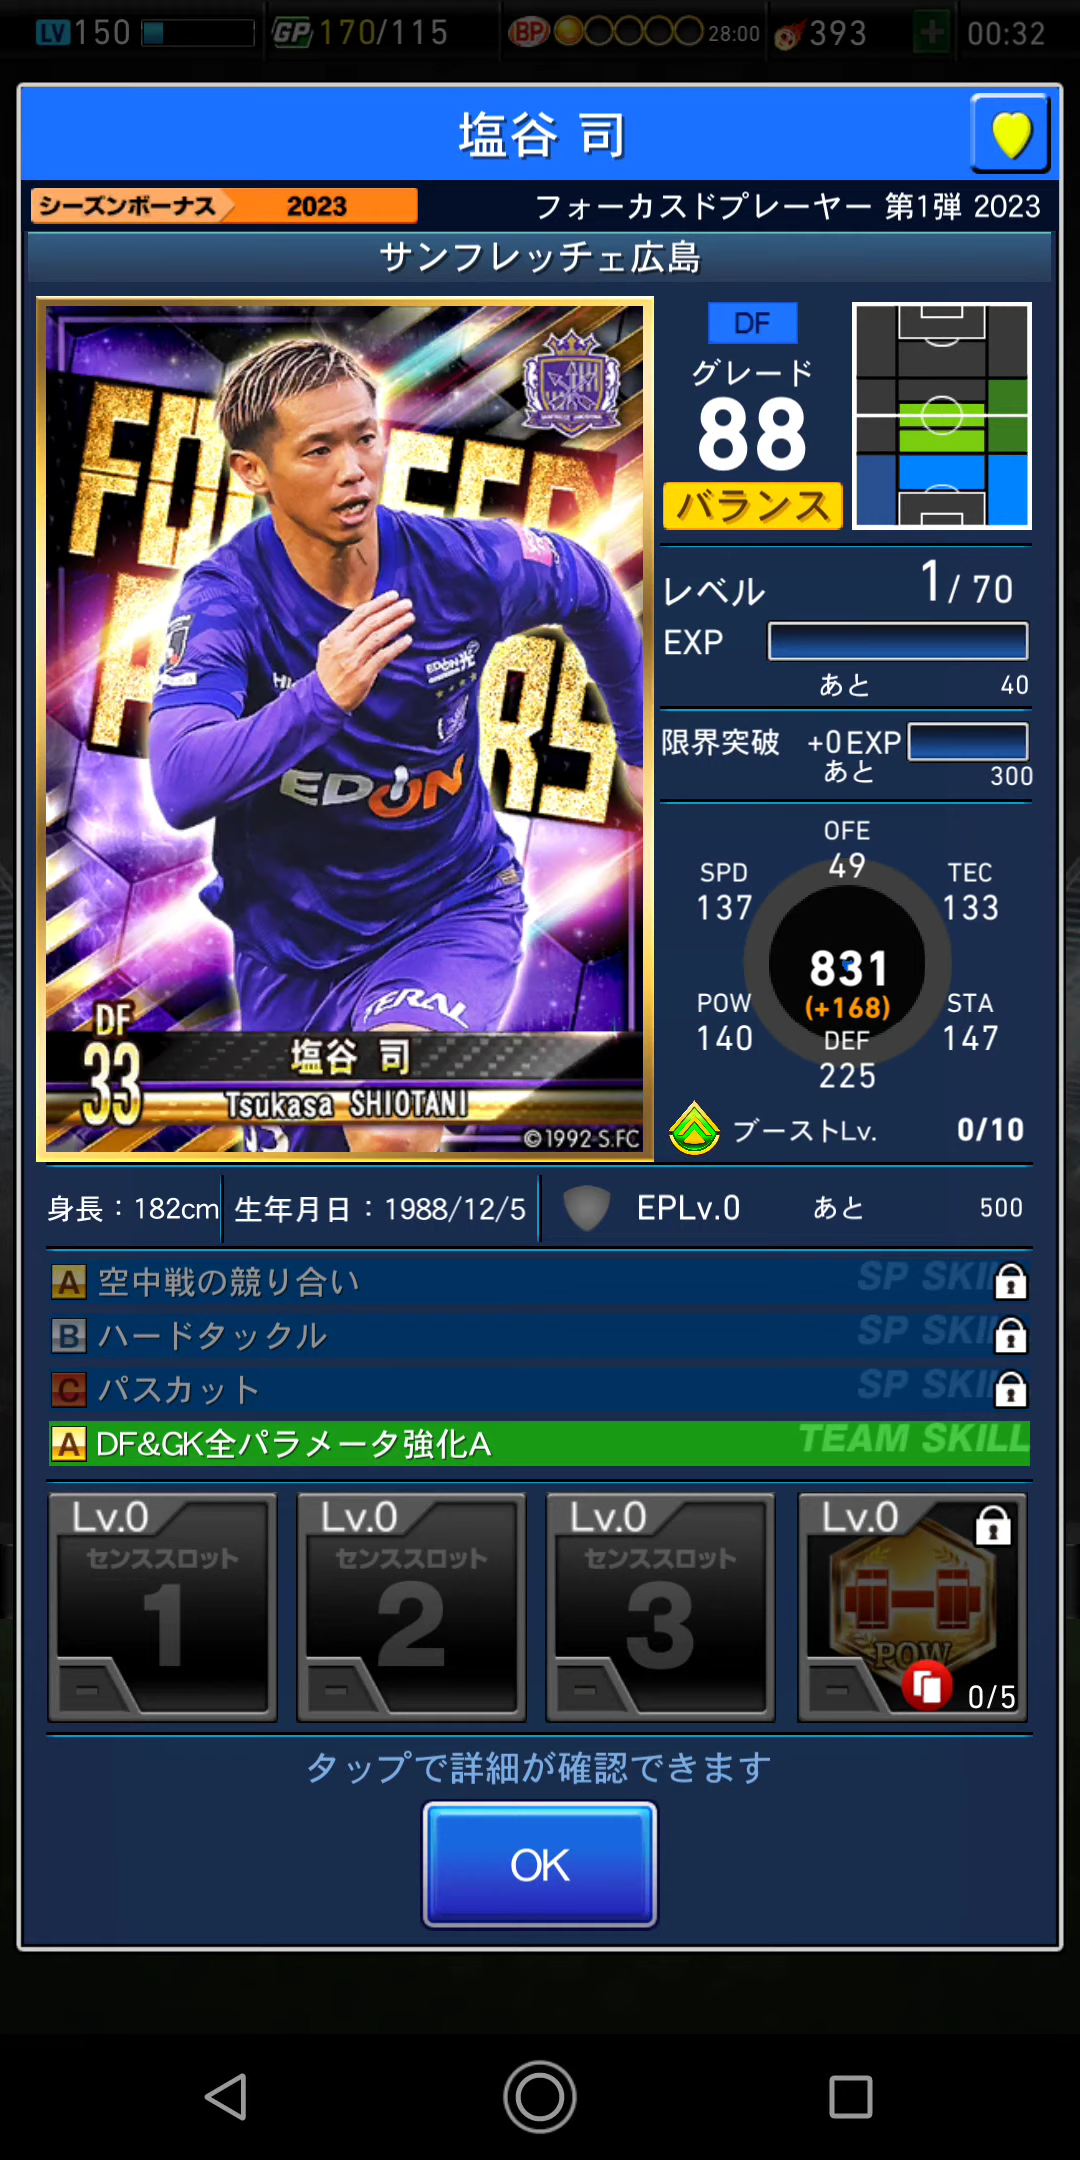 LV 150 GP 170/115 BP 28:00 393 + 00:32
塩谷 司
シーズンボーナス 2023 フォーカスドプレーヤー 第1弾 2023
サンフレッチェ広島
DF
グレード
88
バランス
レベル 1/ 70
EXP
あと 40
限界突破 +0 EXP
あと 300
OFE
49
SPD
137
TEC
133
831
(+168)
POW
140
STA
147
DEF
225
ブーストLv. 0/10
EDION
DF
33
塩谷 司
Tsukasa SHIOTANI
©1992 S.FC
身長：182cm 生年月日：1988/12/5 EPLv.0 あと 500
A 空中戦の競り合い
B ハードタックル SP SKILL
C パスカット
A DF&GK全パラメータ強化A TEAM SKILL
Lv.0 センススロット 1
Lv.0 センススロット 2
Lv.0 センススロット 3
Lv.0 POW 0/5
タップで詳細が確認できます
OK